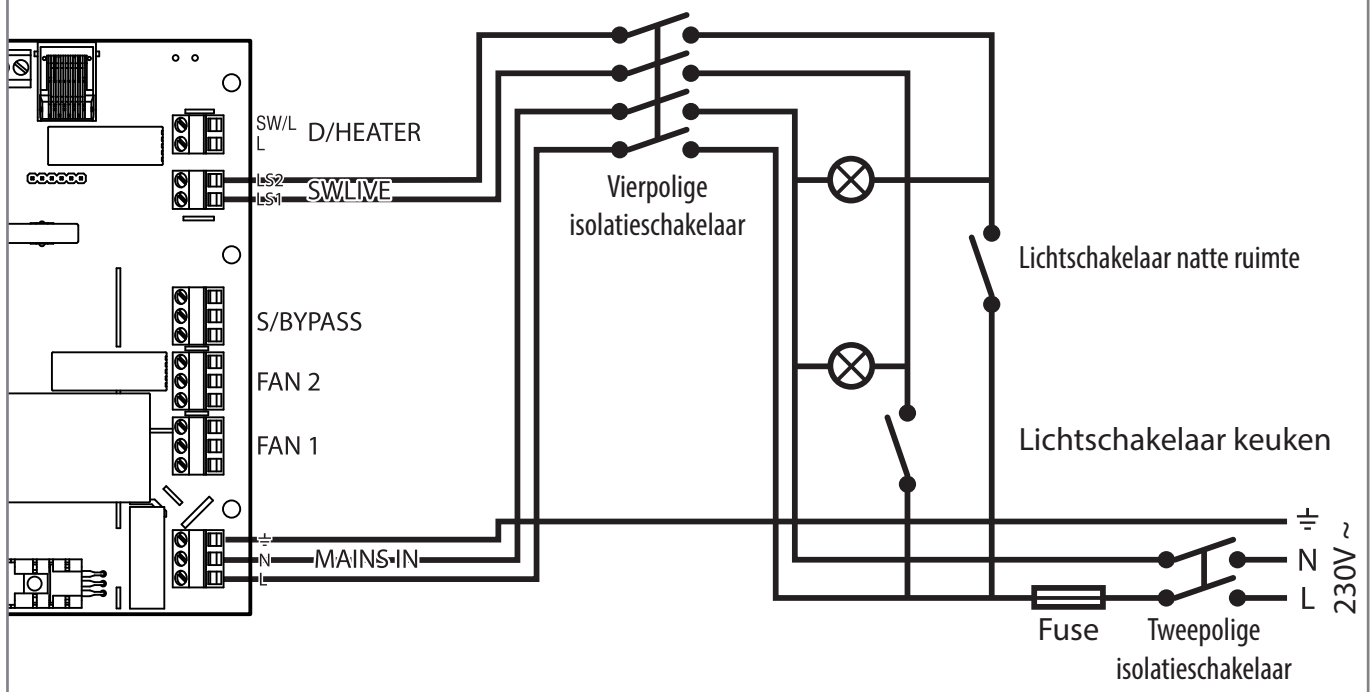 SW/L
L
D/HEATER
LS2
LS1
SWLIVE
Vierpolige
isolatieschakelaar
Lichtschakelaar natte ruimte
S/BYPASS
FAN 2
FAN 1
Lichtschakelaar keuken
N
L
MAINS IN
N
L
230V ~
Fuse
Tweepolige
isolatieschakelaar